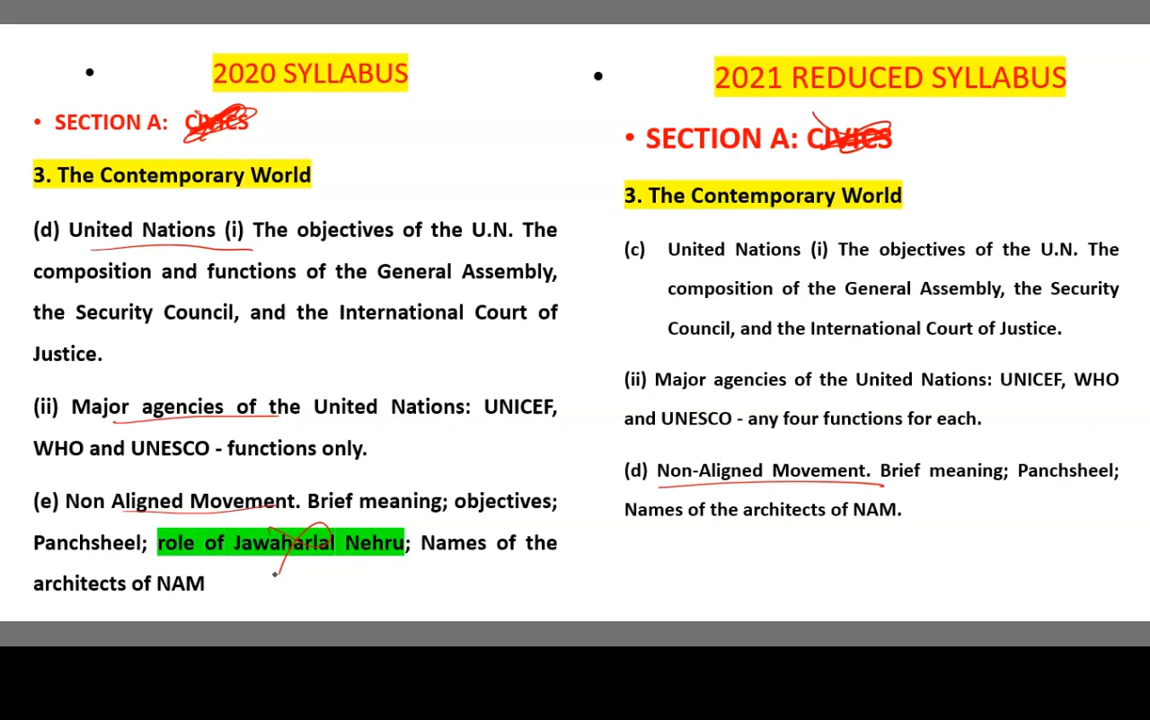 • 2020 SYLLABUS
• SECTION A: CIVICS
3. The Contemporary World
(d) United Nations (i) The objectives of the U.N. The
composition and functions of the General Assembly,
the Security Council, and the International Court of
Justice.
(ii) Major agencies of the United Nations: UNICEF,
WHO and UNESCO - functions only.
(e) Non Aligned Movement. Brief meaning; objectives;
Panchsheel; role of Jawaharlal Nehru; Names of the
architects of NAM
• 2021 REDUCED SYLLABUS
• SECTION A: CIVICS
3. The Contemporary World
(c) United Nations (i) The objectives of the U.N. The
composition of the General Assembly, the Security
Council, and the International Court of Justice.
(ii) Major agencies of the United Nations: UNICEF, WHO
and UNESCO - any four functions for each.
(d) Non-Aligned Movement. Brief meaning; Panchsheel;
Names of the architects of NAM.